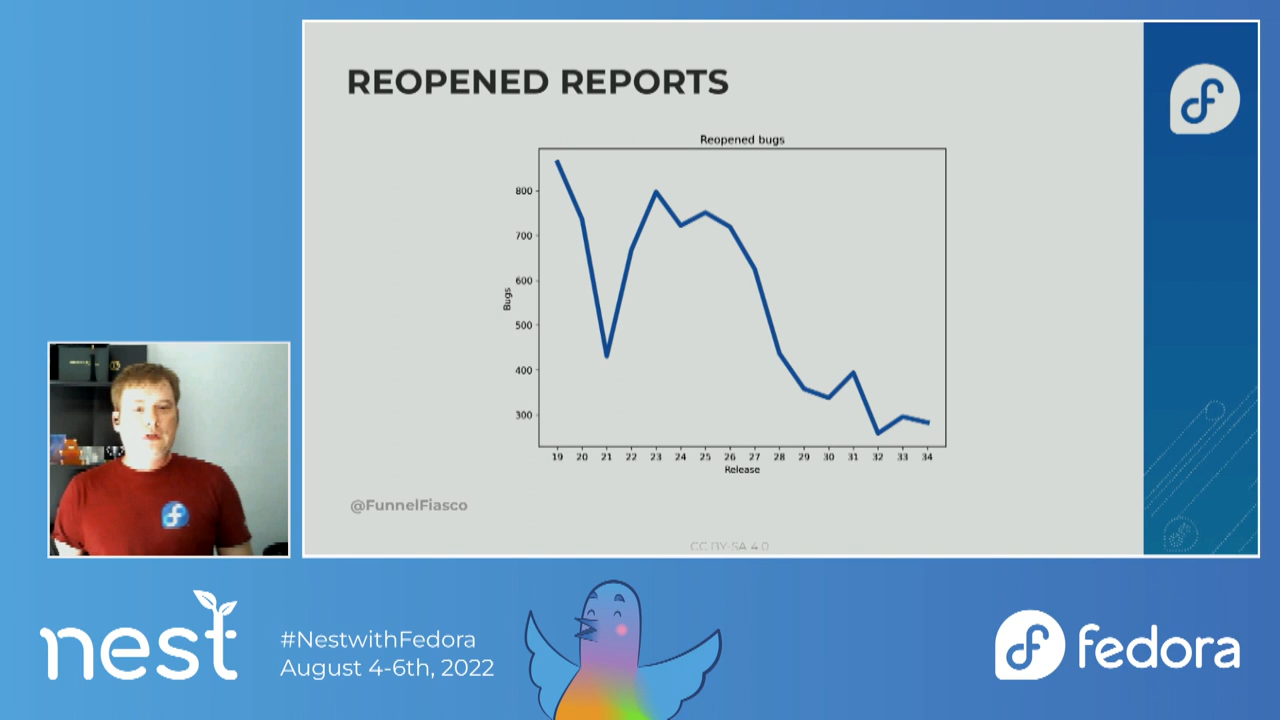 REOPENED REPORTS
Reopened bugs
800
700
600
500
400
300
Bugs
19 20 21 22 23 24 25 26 27 28 29 30 31 32 33 34
Release
@FunnelFiasco
CC BY-SA 4.0
nest
#NestwithFedora
August 4-6th, 2022
fedora